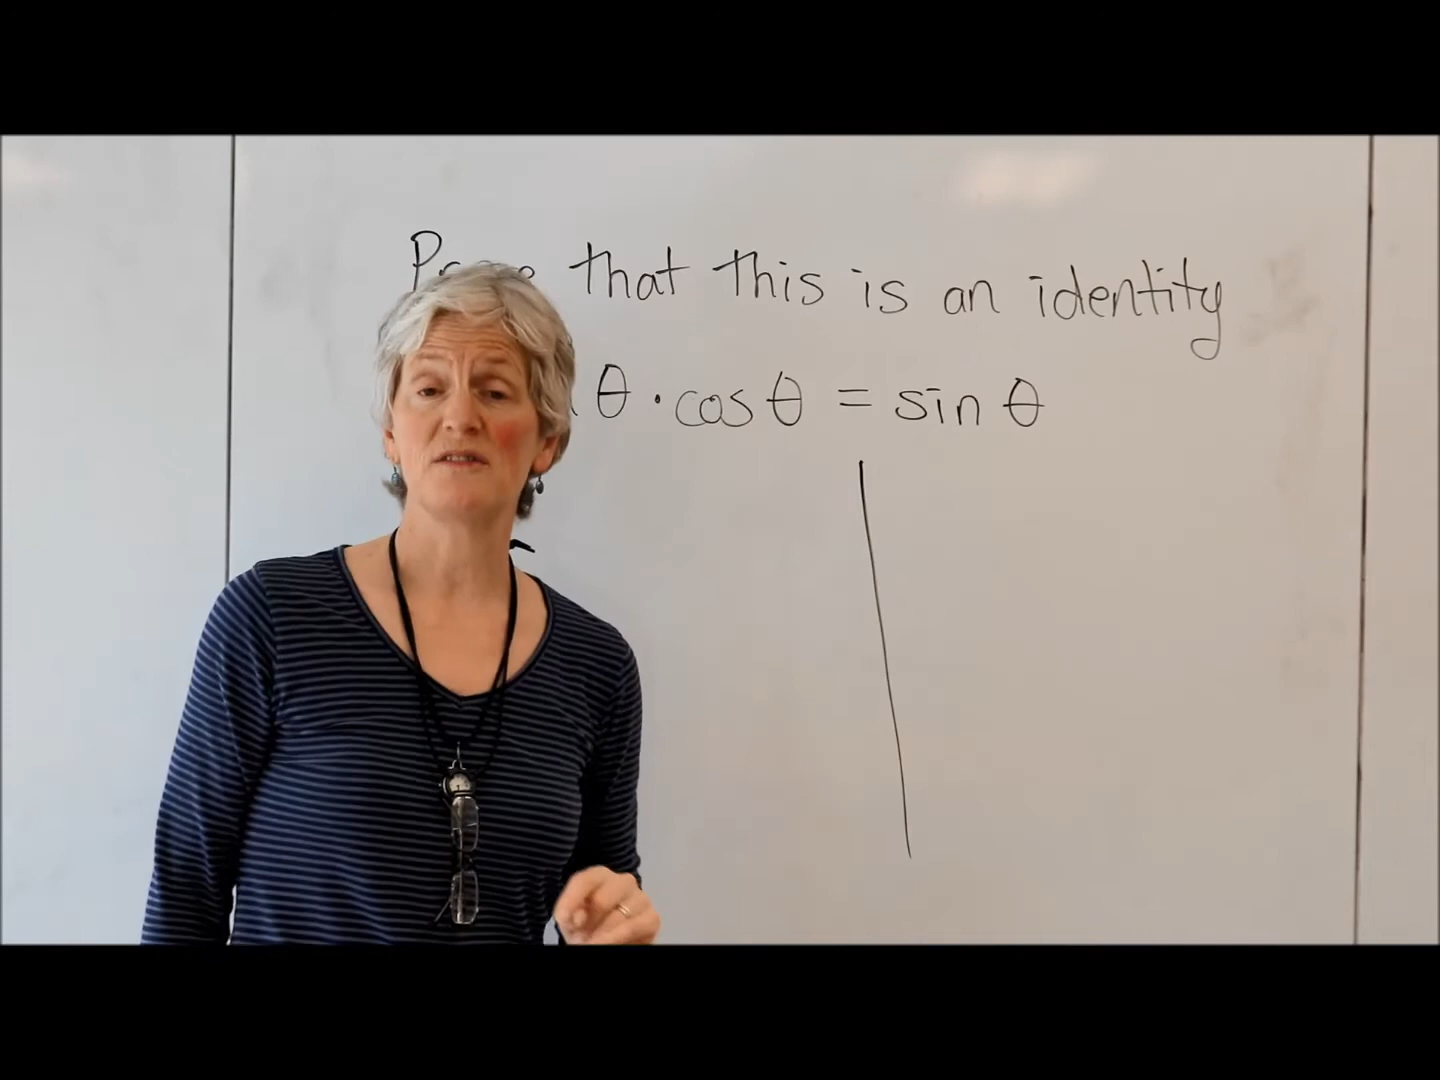 that this is an identity
θ · cos θ = sin θ